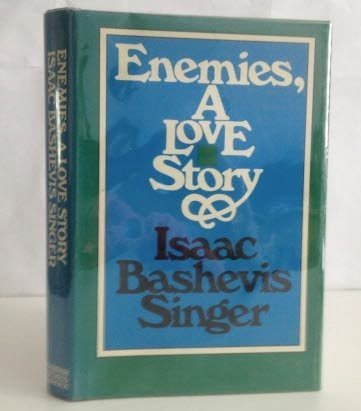 Enemies,
A
LOVE
Story
Isaac
Bashevis
Singer
ENEMIES, A LOVE STORY
ISAAC BASHEVIS SINGER